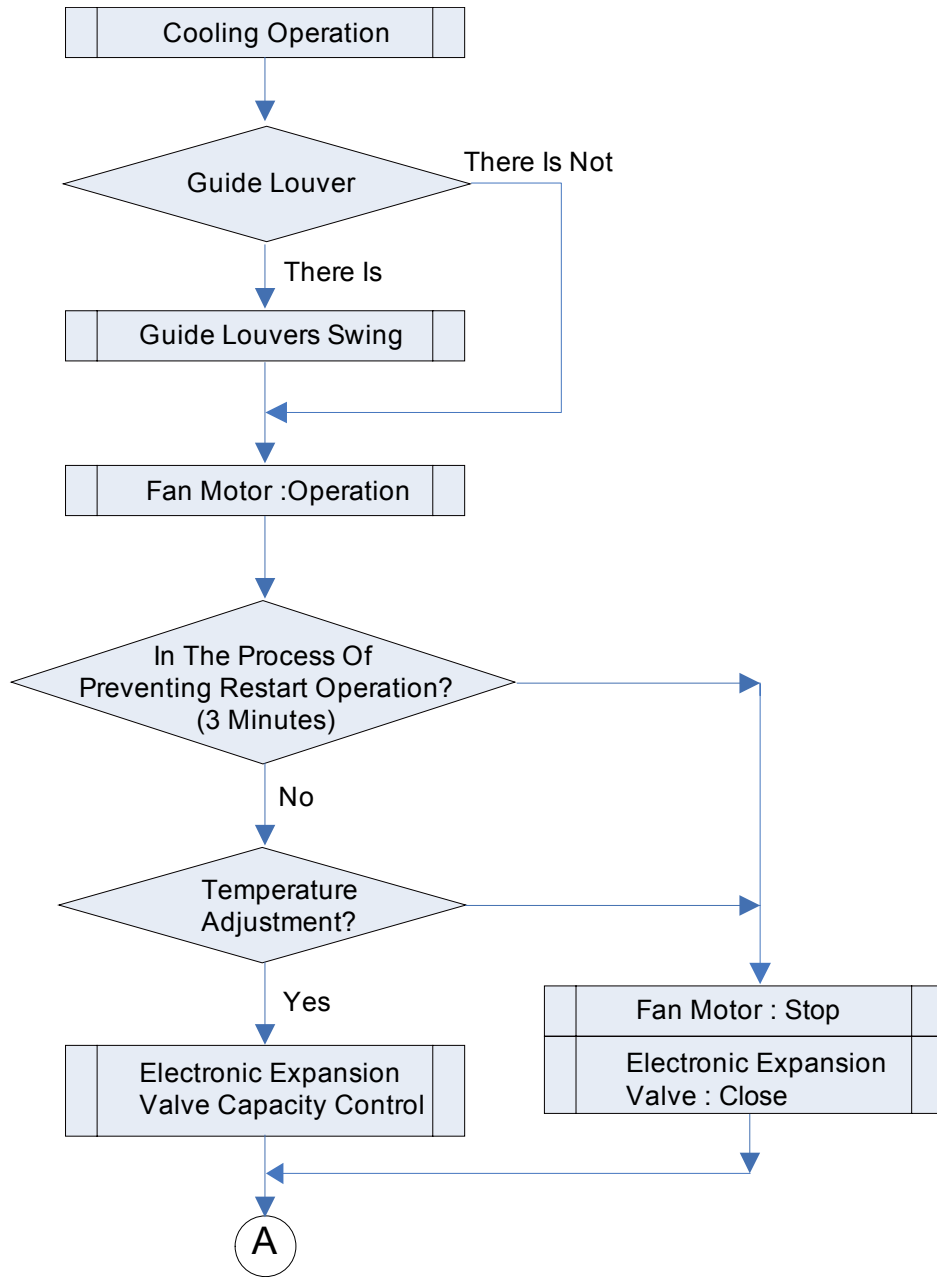 Cooling Operation
There Is Not
Guide Louver
There Is
Guide Louvers Swing
Fan Motor :Operation
In The Process Of
Preventing Restart Operation?
(3 Minutes)
No
Temperature
Adjustment?
Yes
Fan Motor : Stop
Electronic Expansion
Valve : Close
Electronic Expansion
Valve Capacity Control
A